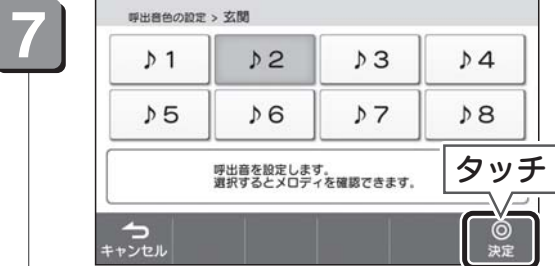 7
呼出音色の設定 > 玄関
♪1 ♪2 ♪3 ♪4
♪5 ♪6 ♪7 ♪8
呼出音を設定します。
選択するとメロディを確認できます。
タッチ
キャンセル
決定